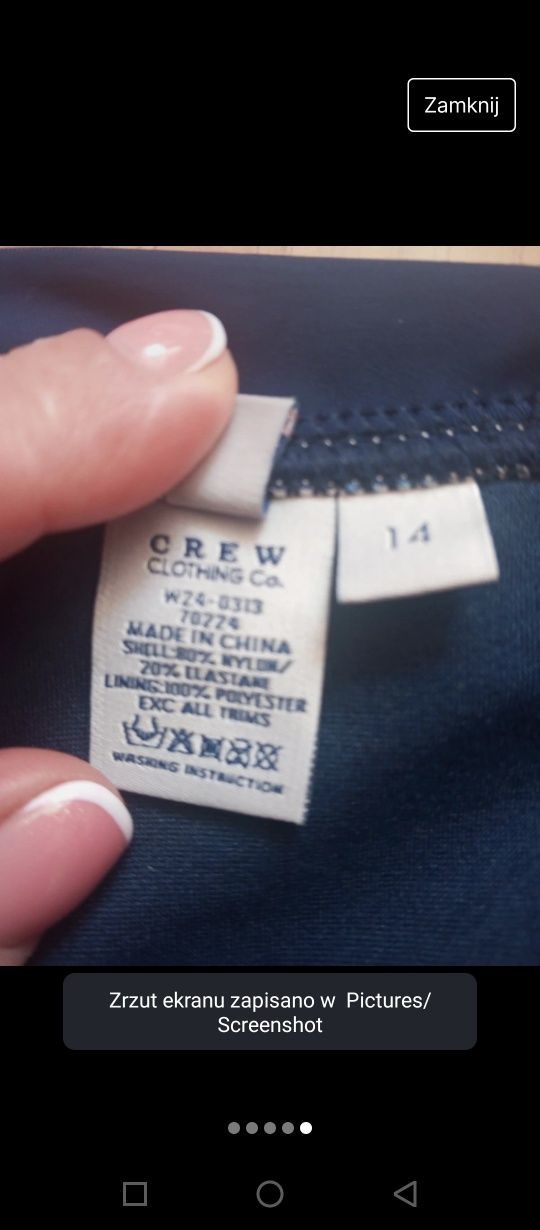 Zamknij
14
CREW
CLOTHING Co.
W24-0313
70224
MADE IN CHINA
SHELL:80% NYLON/
20% ELASTANE
LINING:100% POLYESTER
EXC ALL TRIMS
WASHING INSTRUCTION
Zrzut ekranu zapisano w Pictures/
Screenshot